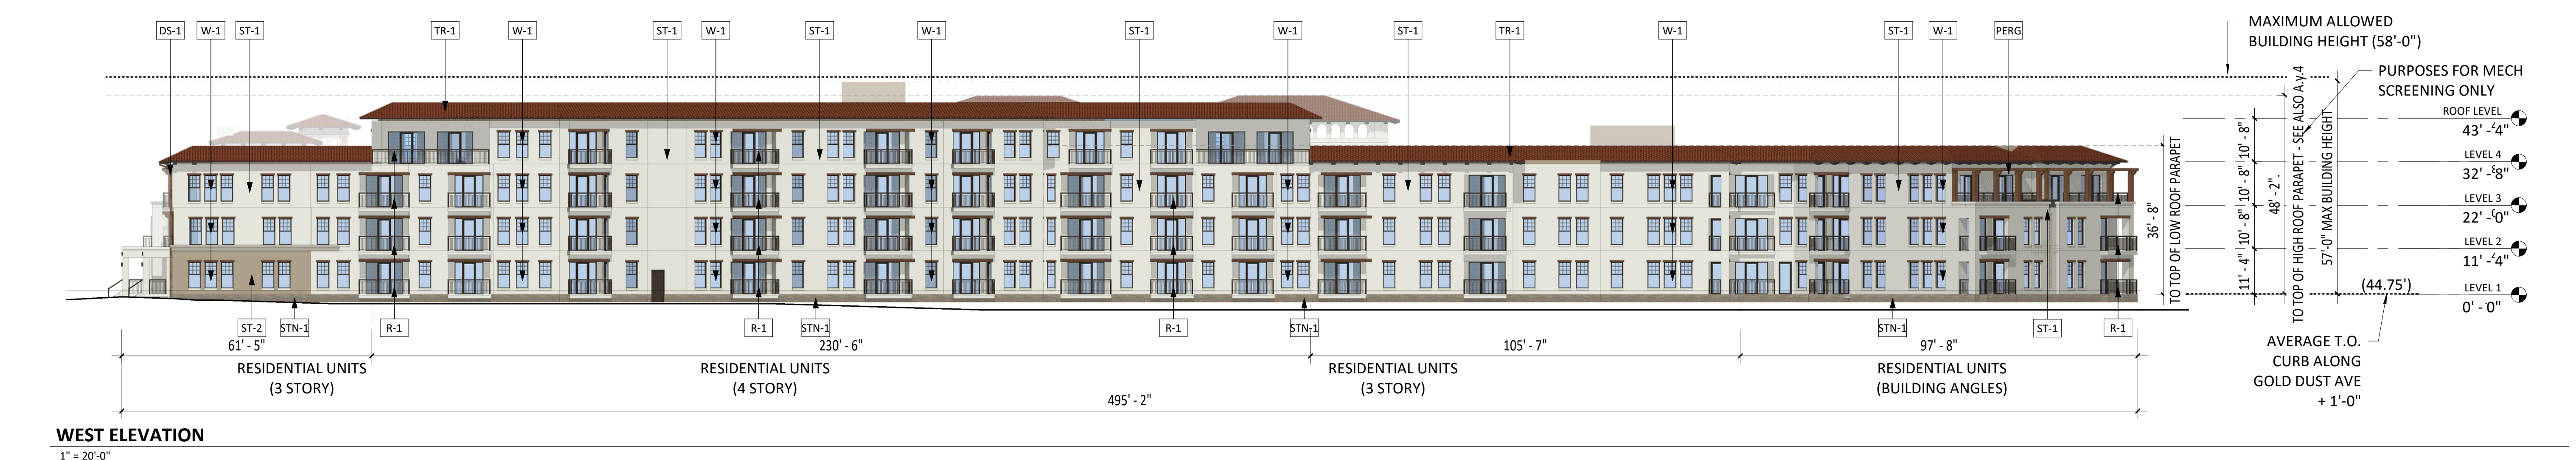 DS-1 W-1 ST-1 TR-1 W-1 ST-1 W-1 ST-1 W-1 ST-1 W-1 ST-1 TR-1 W-1 ST-1 W-1 PERG
MAXIMUM ALLOWED
BUILDING HEIGHT (58'-0")
PURPOSES FOR MECH
SCREENING ONLY
ROOF LEVEL
43' - 4"
LEVEL 4
32' - 8"
LEVEL 3
22' - 0"
LEVEL 2
11' - 4"
LEVEL 1
0' - 0"
(44.75')
36' - 8"
TO TOP OF LOW ROOF PARAPET
11' - 4" 10' - 8" 10' - 8" 10' - 8"
48' - 2".
TO TOP OF HIGH ROOF PARAPET - SEE ALSO A.y.4
57'-0" MAX BUILDING HEIGHT
AVERAGE T.O.
CURB ALONG
GOLD DUST AVE
+ 1'-0"
ST-2 STN-1 R-1 R-1 STN-1 R-1 STN-1 STN-1 ST-1 R-1
61' - 5" 230' - 6" 105' - 7" 97' - 8"
RESIDENTIAL UNITS
(3 STORY)
RESIDENTIAL UNITS
(4 STORY)
RESIDENTIAL UNITS
(3 STORY)
RESIDENTIAL UNITS
(BUILDING ANGLES)
495' - 2"
WEST ELEVATION
1" = 20'-0"